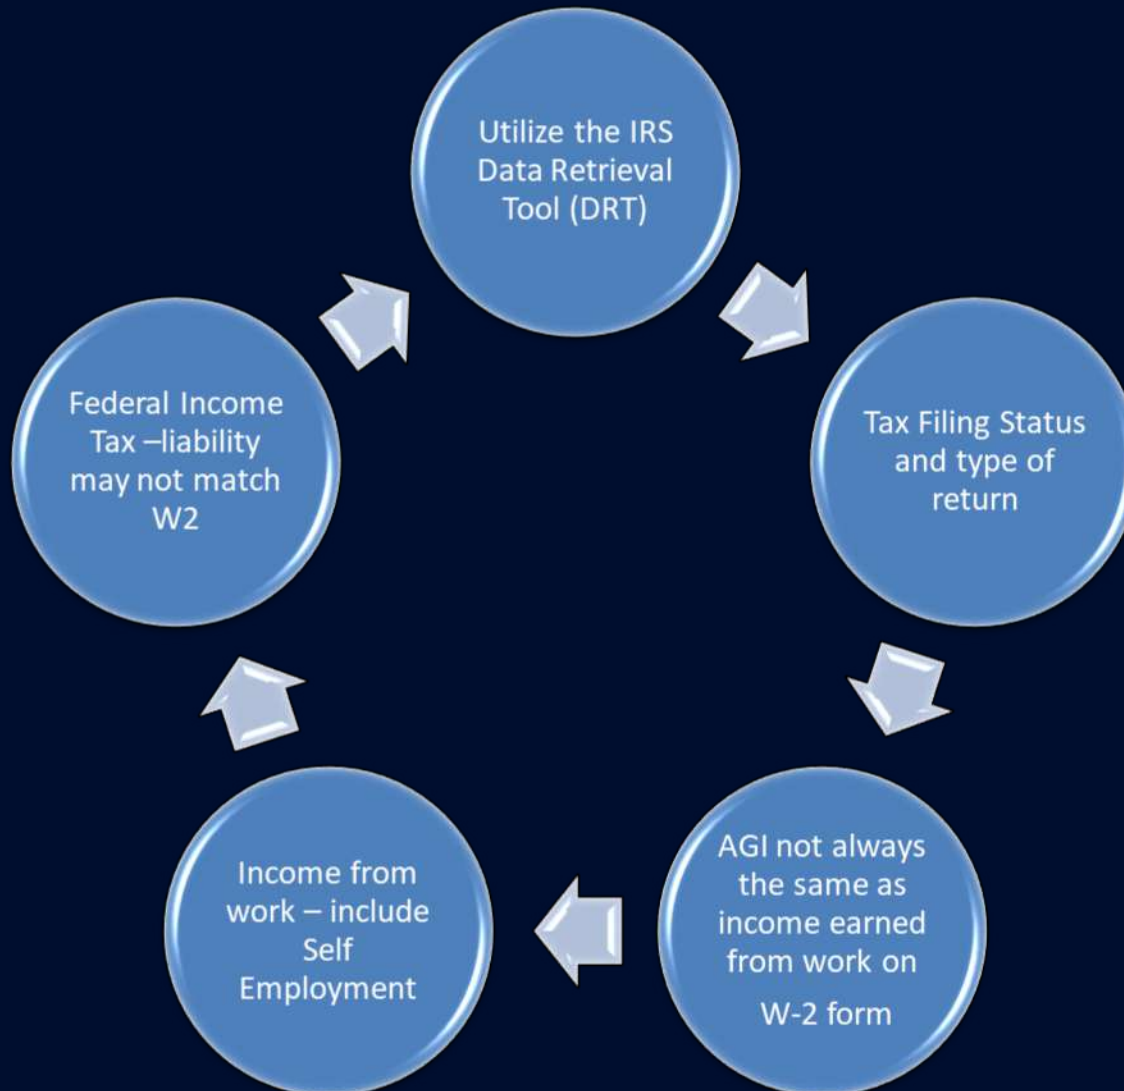 Utilize the IRS
Data Retrieval
Tool (DRT)
Tax Filing Status
and type of
return
AGI not always
the same as
income earned
from work on
W-2 form
Income from
work – include
Self
Employment
Federal Income
Tax –liability
may not match
W2